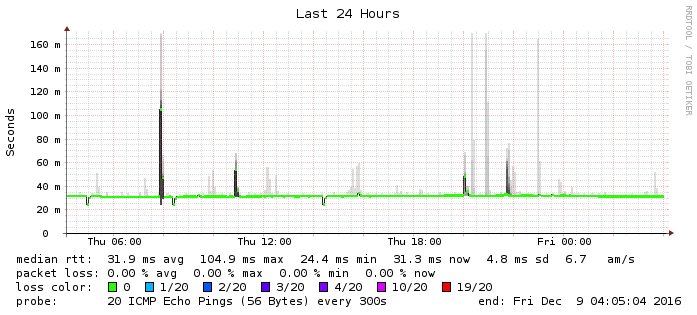 Last 24 Hours
RRDTOOL / TOBI OETIKER
Seconds
160 m
140 m
120 m
100 m
80 m
60 m
40 m
20 m
0
Thu 06:00 Thu 12:00 Thu 18:00 Fri 00:00
median rtt: 31.9 ms avg 104.9 ms max 24.4 ms min 31.3 ms now 4.8 ms sd 6.7 am/s
packet loss: 0.00 % avg 0.00 % max 0.00 % min 0.00 % now
loss color: 0 1/20 2/20 3/20 4/20 10/20 19/20
probe: 20 ICMP Echo Pings (56 Bytes) every 300s end: Fri Dec 9 04:05:04 2016